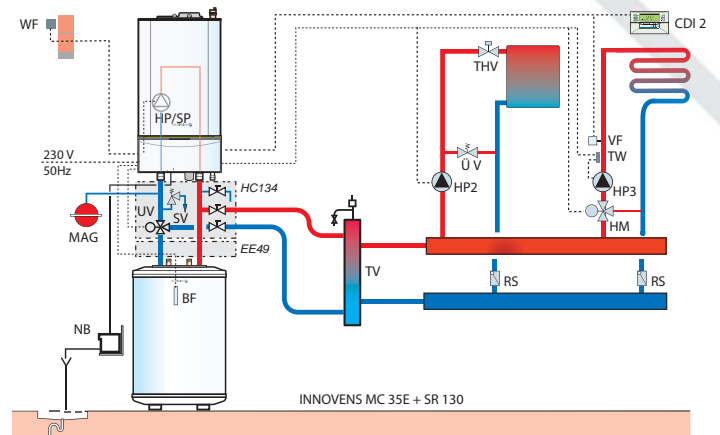 WF
CDI 2
THV
HP/SP
VF
TW
230 V
50Hz
Ü V
HP2
HP3
HC134
UV
SV
HM
MAG
EE49
TV
RS
RS
BF
NB
INNOVENS MC 35E + SR 130